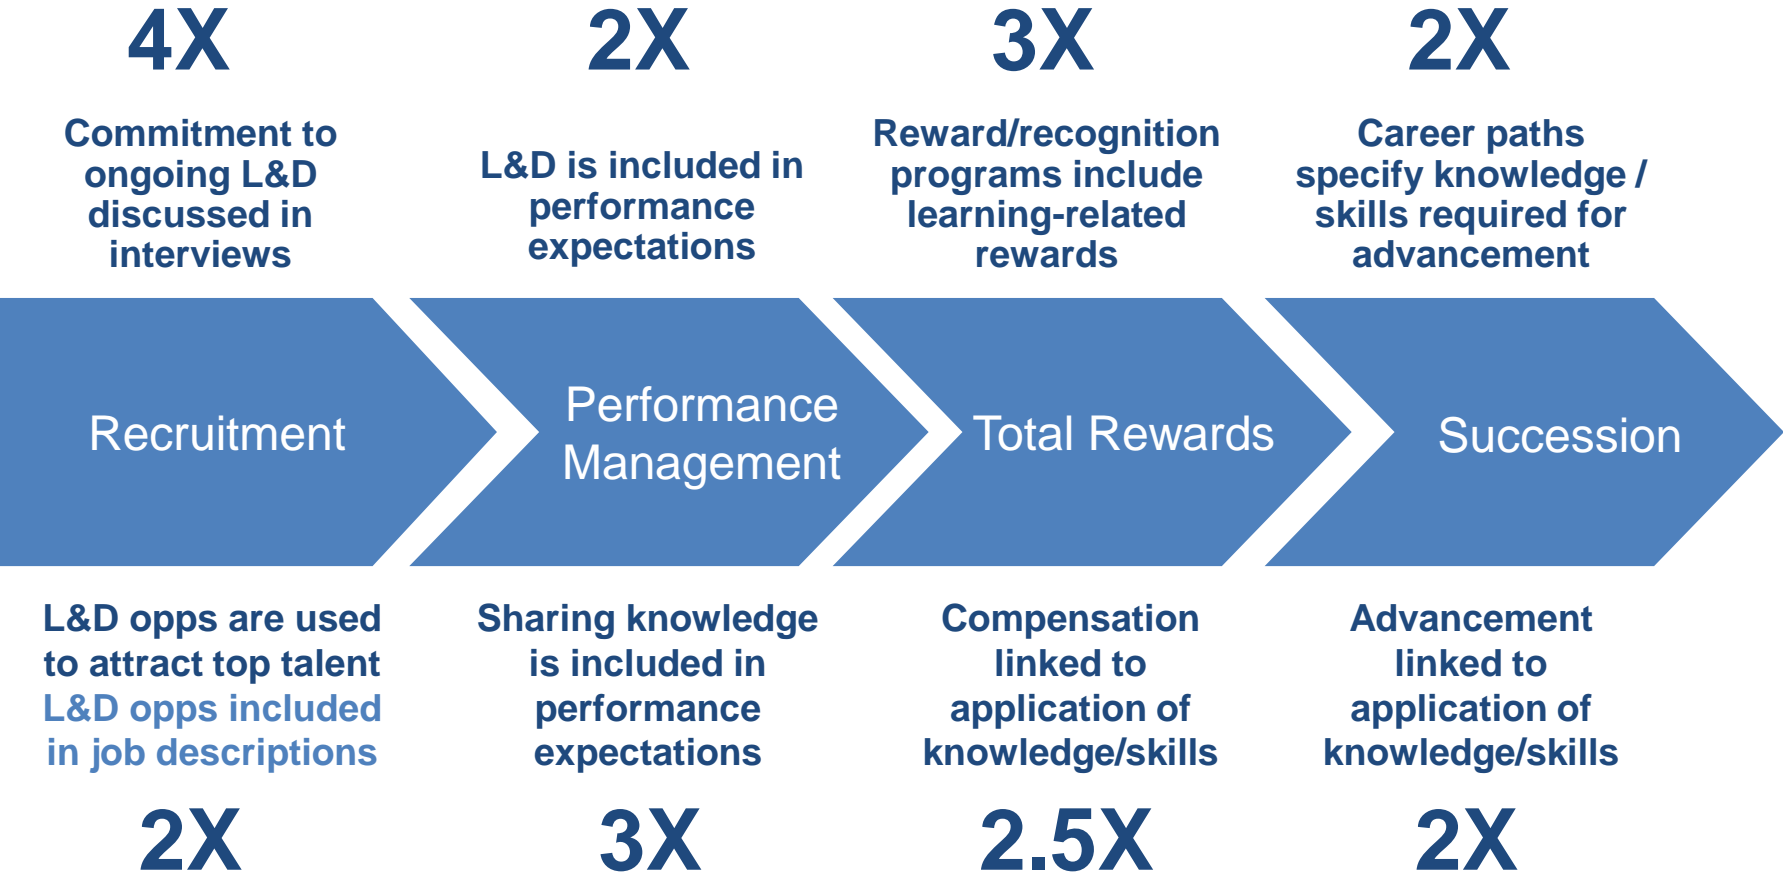 4X
Commitment to
ongoing L&D
discussed in
interviews
2X
L&D is included in
performance
expectations
3X
Reward/recognition
programs include
learning-related
rewards
2X
Career paths
specify knowledge /
skills required for
advancement
Recruitment
Performance
Management
Total Rewards
Succession
L&D opps are used
to attract top talent
L&D opps included
in job descriptions
2X
Sharing knowledge
is included in
performance
expectations
3X
Compensation
linked to
application of
knowledge/skills
2.5X
Advancement
linked to
application of
knowledge/skills
2X